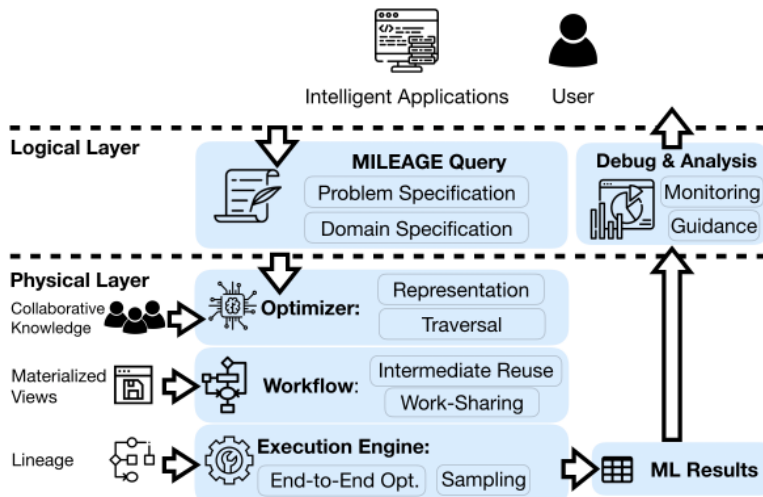 Intelligent Applications
User
Logical Layer
MILEAGE Query
Problem Specification
Domain Specification
Debug & Analysis
Monitoring
Guidance
Physical Layer
Collaborative
Knowledge
Optimizer:
Representation
Traversal
Materialized
Views
Workflow:
Intermediate Reuse
Work-Sharing
Lineage
Execution Engine:
End-to-End Opt.
Sampling
ML Results